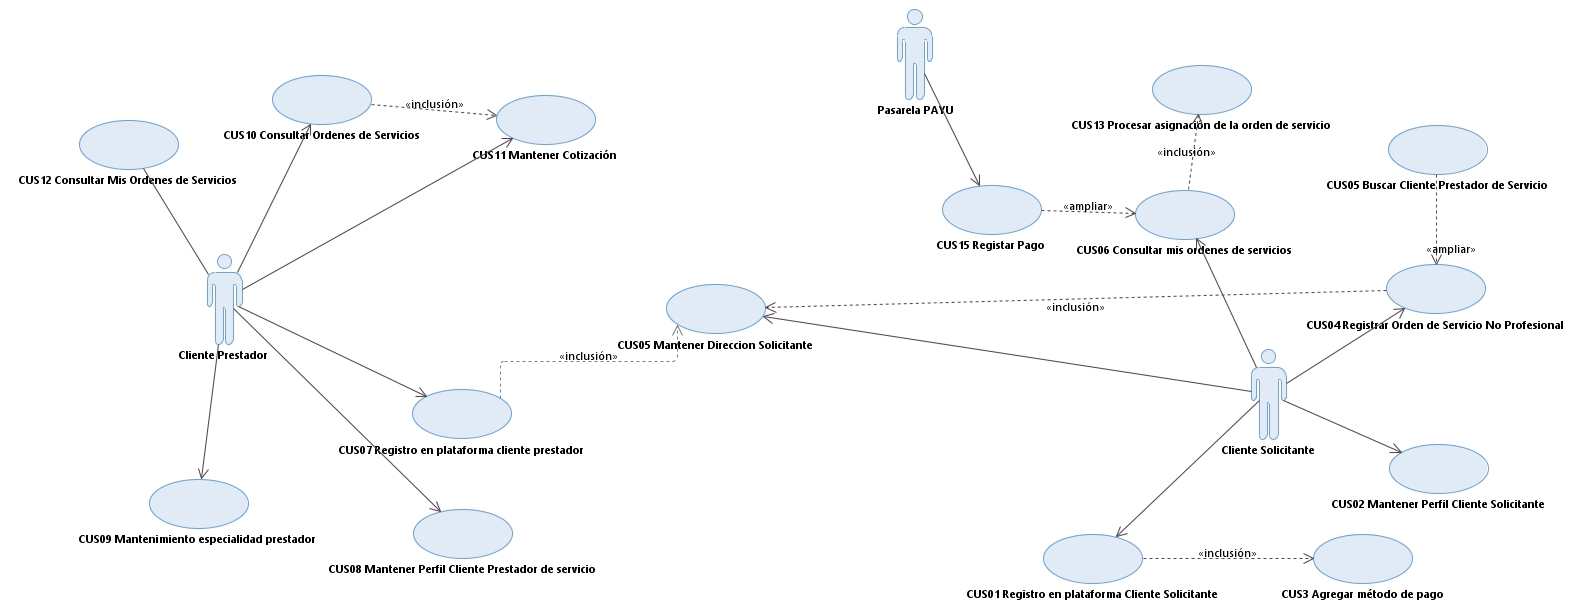 Pasarela PAYU
«inclusión»
CUS10 Consultar Ordenes de Servicios
CUS13 Procesar asignación de la orden de servicio
CUS11 Mantener Cotización
«inclusión»
CUS12 Consultar Mis Ordenes de Servicios
CUS05 Buscar Cliente Prestador de Servicio
«ampliar»
CUS15 Registar Pago
CUS06 Consultar mis ordenes de servicios
«ampliar»
«inclusión»
CUS04 Registrar Orden de Servicio No Profesional
CUS05 Mantener Direccion Solicitante
Cliente Prestador
«inclusión»
CUS07 Registro en plataforma cliente prestador
Cliente Solicitante
CUS02 Mantener Perfil Cliente Solicitante
CUS09 Mantenimiento especialidad prestador
«inclusión»
CUS08 Mantener Perfil Cliente Prestador de servicio
CUS01 Registro en plataforma Cliente Solicitante
CUS3 Agregar método de pago